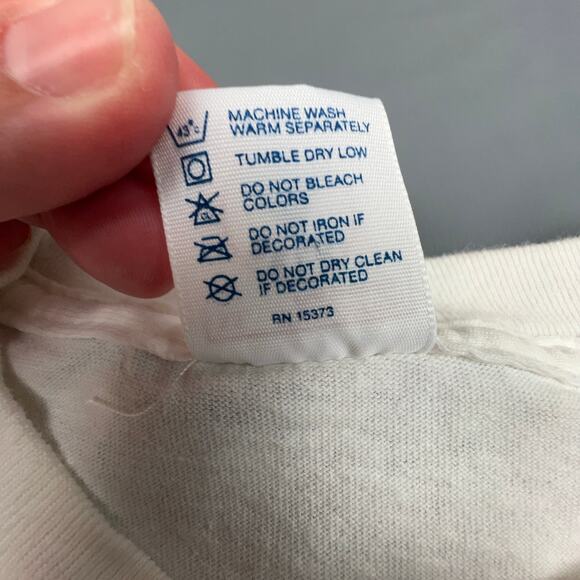 43°C MACHINE WASH
WARM SEPARATELY
TUMBLE DRY LOW
DO NOT BLEACH
COLORS
DO NOT IRON IF
DECORATED
DO NOT DRY CLEAN
IF DECORATED
RN 15373